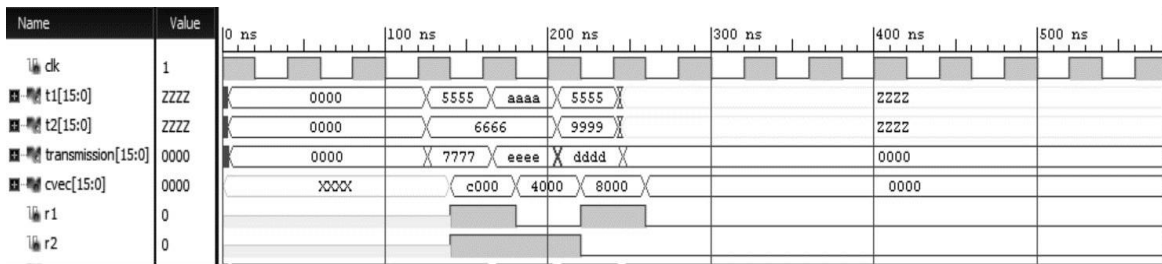 Name Value 0 ns 100 ns 200 ns 300 ns 400 ns 500 ns
clk 1
t1[15:0] ZZZZ 0000 5555 aaaa 5555 ZZZZ
t2[15:0] ZZZZ 0000 6666 9999 ZZZZ
transmission[15:0] 0000 0000 7777 eeee dddd 0000
cvec[15:0] 0000 XXXX c000 4000 8000 0000
r1 0
r2 0